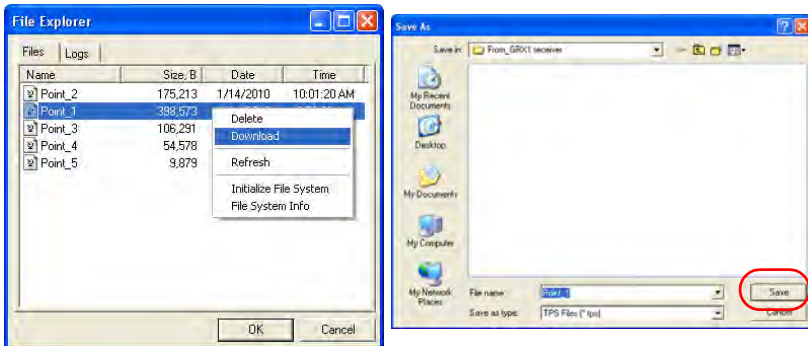 File Explorer
Files Logs
Name Size, B Date Time
Point_2 175,213 1/14/2010 10:01:20 AM
Point_1 398,573
Point_3 106,291
Point_4 54,578
Point_5 9,879
Delete
Download
Refresh
Initialize File System
File System Info
OK Cancel
Save As
Save in: From_GRX1 receiver
My Recent Documents
Desktop
My Documents
My Computer
My Network Places
File name: Point_1 Save
Save as type: TPS Files (*.tps) Cancel